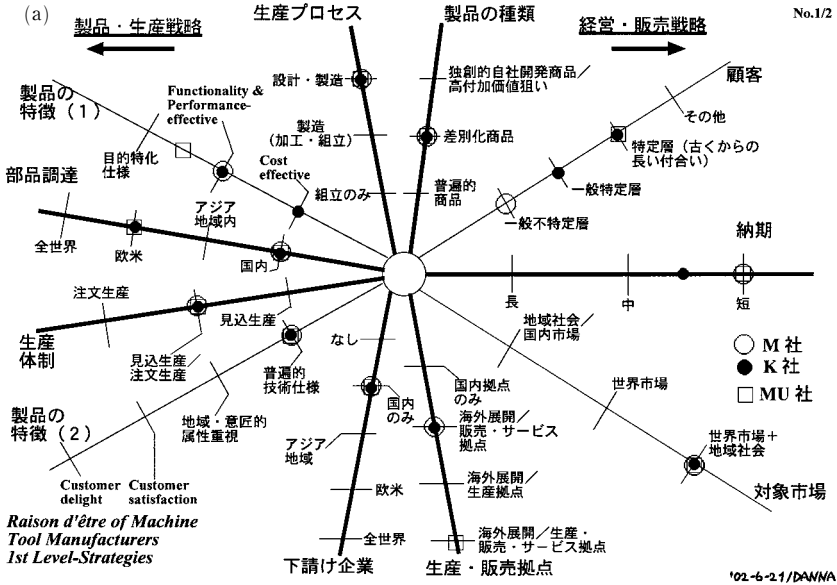 (a)
製品・生産戦略
生産プロセス
製品の種類
経営・販売戦略
No.1/2
製品の
特徴（1）
Functionality &
Performance-
effective
設計・製造
独創的自社開発商品／
高付加価値狙い
顧客
その他
目的特化
仕様
製造
（加工・組立）
差別化商品
特定層（古くからの
長い付合い）
Cost
effective
組立のみ
普遍的
商品
一般特定層
一般不特定層
部品調達
アジア
地域内
全世界
欧米
国内
納期
長
中
短
注文生産
見込生産
見込生産／
注文生産
生産
体制
なし
地域社会／
国内市場
M 社
K 社
MU 社
普遍的
技術仕様
国内
のみ
国内拠点
のみ
世界市場
製品の
特徴（2）
地域・意匠的
属性重視
アジア
地域
海外展開／
販売・サービス
拠点
世界市場＋
地域社会
Customer
delight
Customer
satisfaction
欧米
海外展開／
生産拠点
対象市場
Raison d'être of Machine
Tool Manufacturers
1st Level-Strategies
全世界
海外展開／生産・
販売・サービス拠点
下請け企業
生産・販売拠点